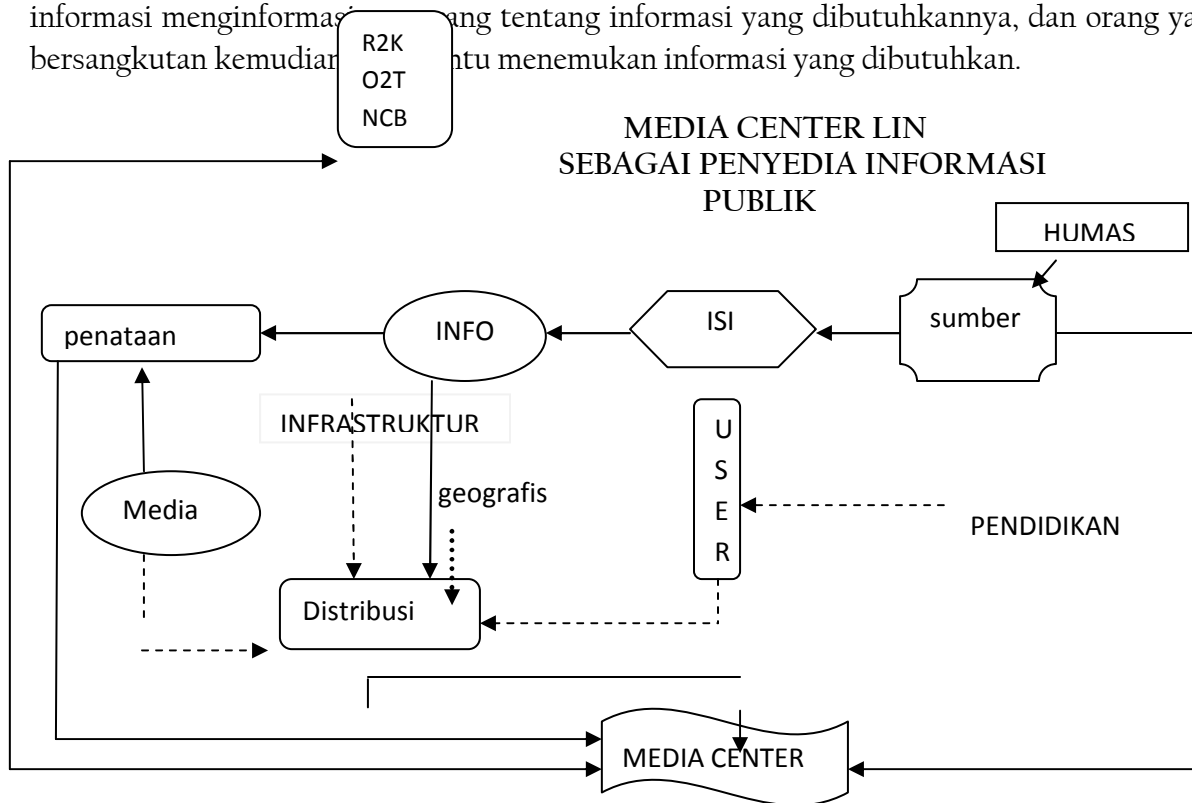 informasi menginformasi ang tentang informasi yang dibutuhkannya, dan orang ya
bersangkutan kemudian ntu menemukan informasi yang dibutuhkan.
R2K
O2T
NCB
MEDIA CENTER LIN
SEBAGAI PENYEDIA INFORMASI
PUBLIK
HUMAS
penataan
INFO
ISI
sumber
INFRASTRUKTUR
U
S
E
R
geografis
Media
PENDIDIKAN
Distribusi
MEDIA CENTER